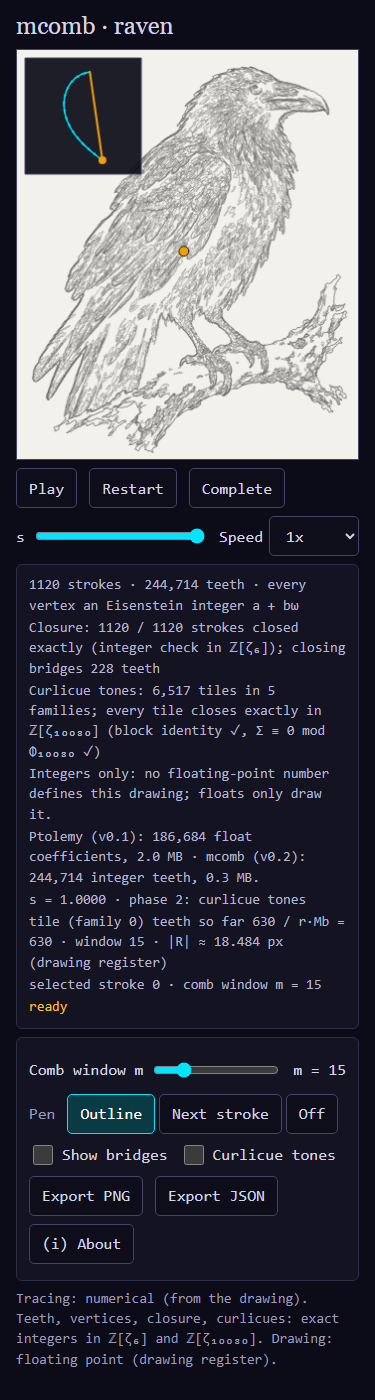 mcomb · raven
Play
Restart
Complete
s
Speed
1x
1120 strokes · 244,714 teeth · every
vertex an Eisenstein integer a + bω
Closure: 1120 / 1120 strokes closed
exactly (integer check in ℤ[ζ₆]); closing
bridges 228 teeth
Curlicue tones: 6,517 tiles in 5
families; every tile closes exactly in
ℤ[ζ₁₀₀₈₀] (block identity ✓, Σ ≡ 0 mod
Φ₁₀₀₈₀ ✓)
Integers only: no floating-point number
defines this drawing; floats only draw
it.
Ptolemy (v0.1): 186,684 float
coefficients, 2.0 MB · mcomb (v0.2):
244,714 integer teeth, 0.3 MB.
s = 1.0000 · phase 2: curlicue tones
tile (family 0) teeth so far 630 / r·Mb =
630 · window 15 · |R| ≈ 18.484 px
(drawing register)
selected stroke 0 · comb window m = 15
ready
Comb window m
m = 15
Pen
Outline
Next stroke
Off
Show bridges
Curlicue tones
Export PNG
Export JSON
(i) About
Tracing: numerical (from the drawing).
Teeth, vertices, closure, curlicues: exact
integers in ℤ[ζ₆] and ℤ[ζ₁₀₀₈₀]. Drawing:
floating point (drawing register).